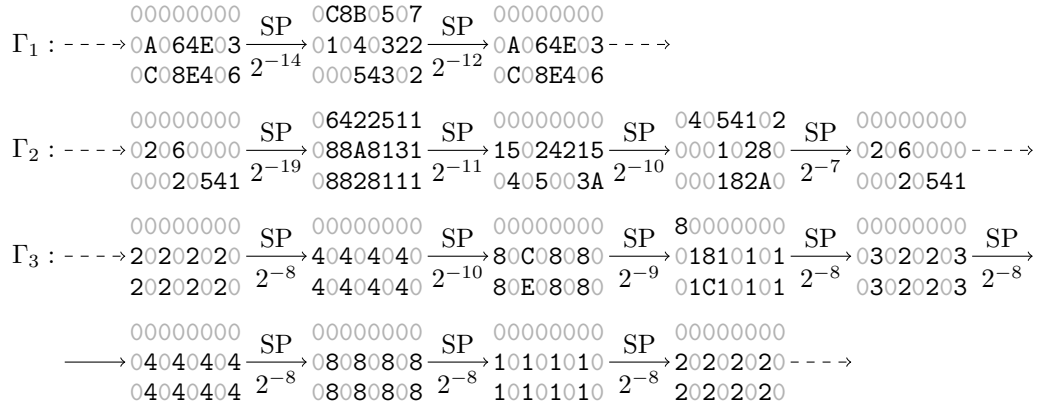 00000000 SP 0C8B0507 SP 00000000
Γ₁ : 0A064E03 → 01040322 → 0A064E03
0C08E406 2⁻¹⁴ 00054302 2⁻¹² 0C08E406
00000000 SP 06422511 SP 00000000 SP 04054102 SP 00000000
Γ₂ : 02060000 → 088A8131 → 15024215 → 00010280 → 02060000
00020541 2⁻¹⁹ 08828111 2⁻¹¹ 0405003A 2⁻¹⁰ 000182A0 2⁻⁷ 00020541
00000000 SP 00000000 SP 00000000 SP 80000000 SP 00000000 SP
Γ₃ : 20202020 → 40404040 → 80C08080 → 01810101 → 03020203 →
20202020 2⁻⁸ 40404040 2⁻¹⁰ 80E08080 2⁻⁹ 01C10101 2⁻⁸ 03020203 2⁻⁸
00000000 SP 00000000 SP 00000000 SP 00000000
→ 04040404 → 08080808 → 10101010 → 20202020
04040404 2⁻⁸ 08080808 2⁻⁸ 10101010 2⁻⁸ 20202020